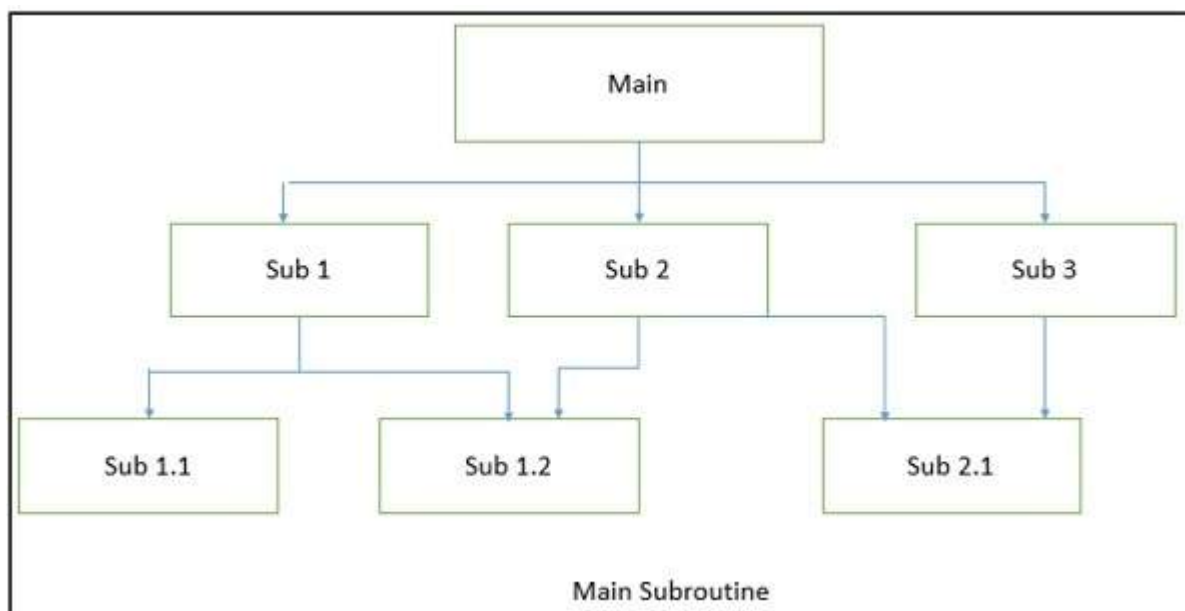 Main
Sub 1
Sub 2
Sub 3
Sub 1.1
Sub 1.2
Sub 2.1
Main Subroutine